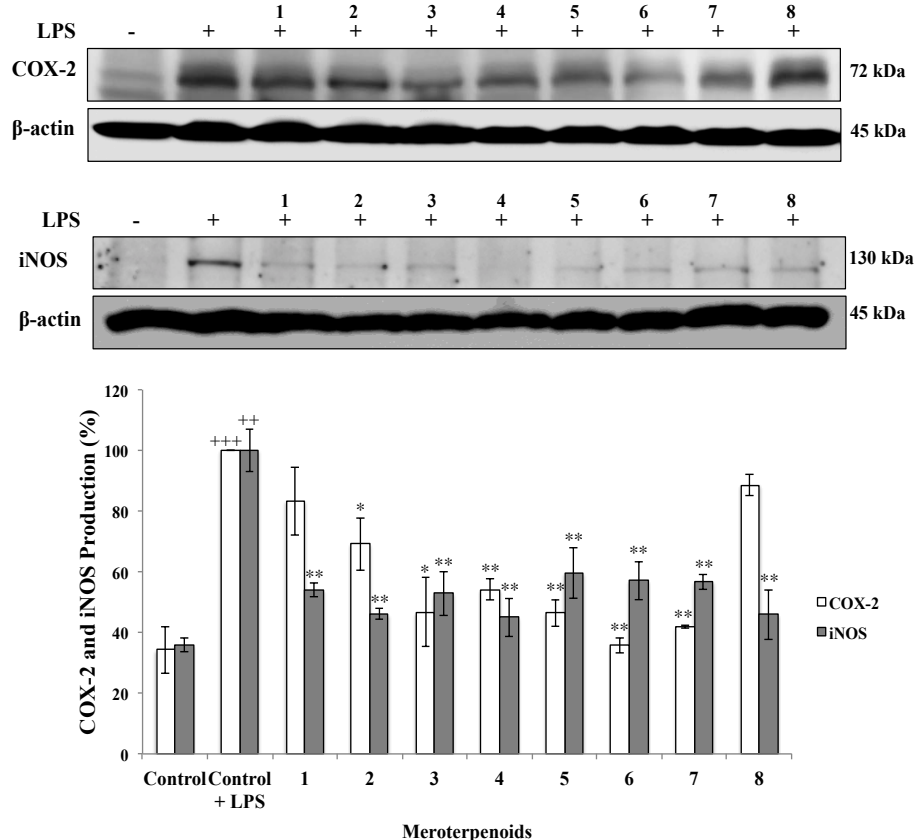 1 2 3 4 5 6 7 8
LPS - + + + + + + + + +
COX-2 72 kDa
β-actin 45 kDa
1 2 3 4 5 6 7 8
LPS - + + + + + + + + +
iNOS 130 kDa
β-actin 45 kDa
COX-2 and iNOS Production (%)
120
100
80
60
40
20
0
+++ ++
** * ** * ** ** ** ** ** ** ** ** ** **
COX-2
iNOS
Control Control 1 2 3 4 5 6 7 8
+ LPS
Meroterpenoids